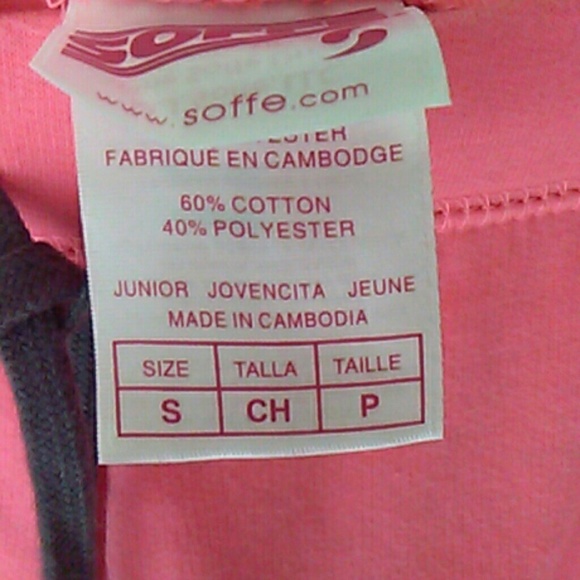 SOFFE
www.soffe.com
FABRIQUE EN CAMBODGE
60% COTTON
40% POLYESTER
JUNIOR JOVENCITA JEUNE
MADE IN CAMBODIA
SIZE TALLA TAILLE
S CH P